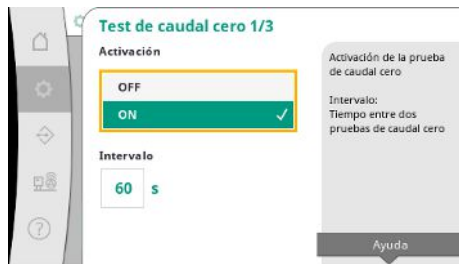 Test de caudal cero 1/3
Activación
OFF
ON
Intervalo
60 s
Activación de la prueba
de caudal cero
Intervalo:
Tiempo entre dos
pruebas de caudal cero
Ayuda